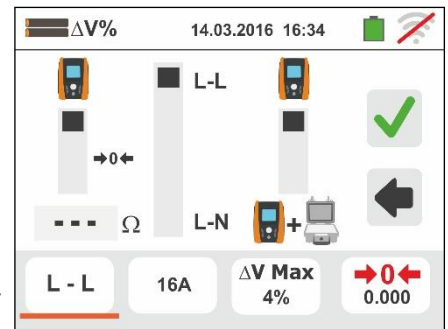 ΔV% 14.03.2016 16:34
L-L
→0←
--- Ω L-N +
L - L 16A ΔV Max 4% →0← 0.000